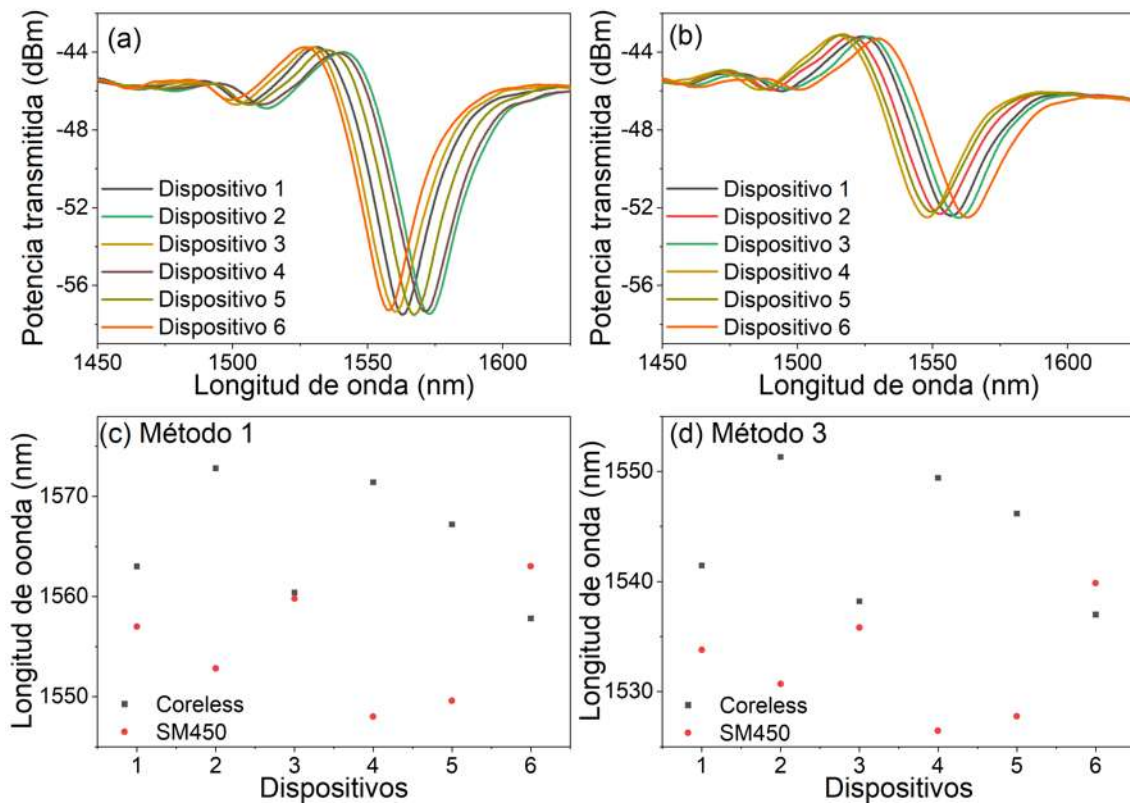 (a)
Potencia transmitida (dBm)
-44
-48
-52
-56
Dispositivo 1
Dispositivo 2
Dispositivo 3
Dispositivo 4
Dispositivo 5
Dispositivo 6
1450
1500
1550
1600
Longitud de onda (nm)
(b)
Potencia transmitida (dBm)
-44
-48
-52
-56
Dispositivo 1
Dispositivo 2
Dispositivo 3
Dispositivo 4
Dispositivo 5
Dispositivo 6
1450
1500
1550
1600
Longitud de onda (nm)
(c) Método 1
Longitud de oonda (nm)
1570
1560
1550
Coreless
SM450
1
2
3
4
5
6
Dispositivos
(d) Método 3
Longitud de onda (nm)
1550
1540
1530
Coreless
SM450
1
2
3
4
5
6
Dispositivos